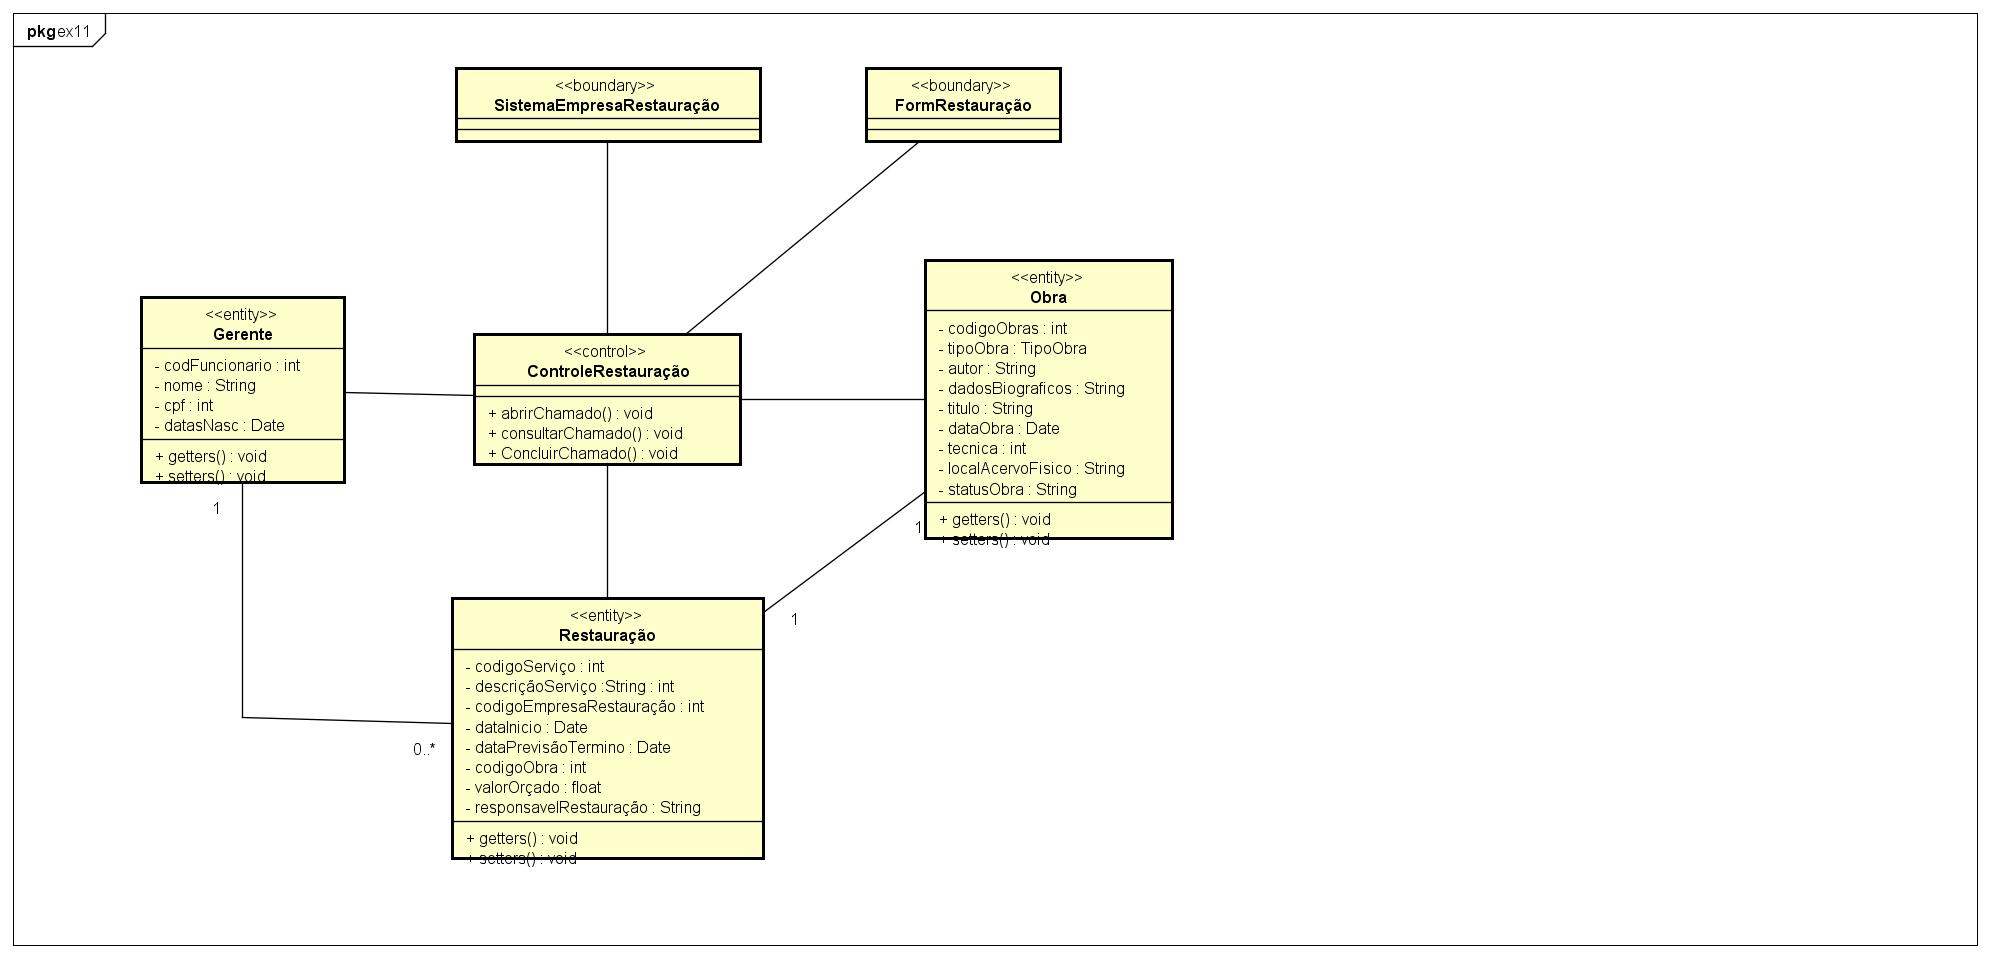 pkg ex11
<<boundary>>
SistemaEmpresaRestauração
<<boundary>>
FormRestauração
<<entity>>
Gerente
- codFuncionario : int
- nome : String
- cpf : int
- datasNasc : Date
+ getters() : void
+ setters() : void
<<control>>
ControleRestauração
+ abrirChamado() : void
+ consultarChamado() : void
+ ConcluirChamado() : void
<<entity>>
Obra
- codigoObras : int
- tipoObra : TipoObra
- autor : String
- dadosBiograficos : String
- titulo : String
- dataObra : Date
- tecnica : int
- localAcervoFisico : String
- statusObra : String
+ getters() : void
+ setters() : void
1
1
1
0..*
<<entity>>
Restauração
- codigoServiço : int
- descriçãoServiço :String : int
- codigoEmpresaRestauração : int
- dataInicio : Date
- dataPrevisãoTermino : Date
- codigoObra : int
- valorOrçado : float
- responsavelRestauração : String
+ getters() : void
+ setters() : void